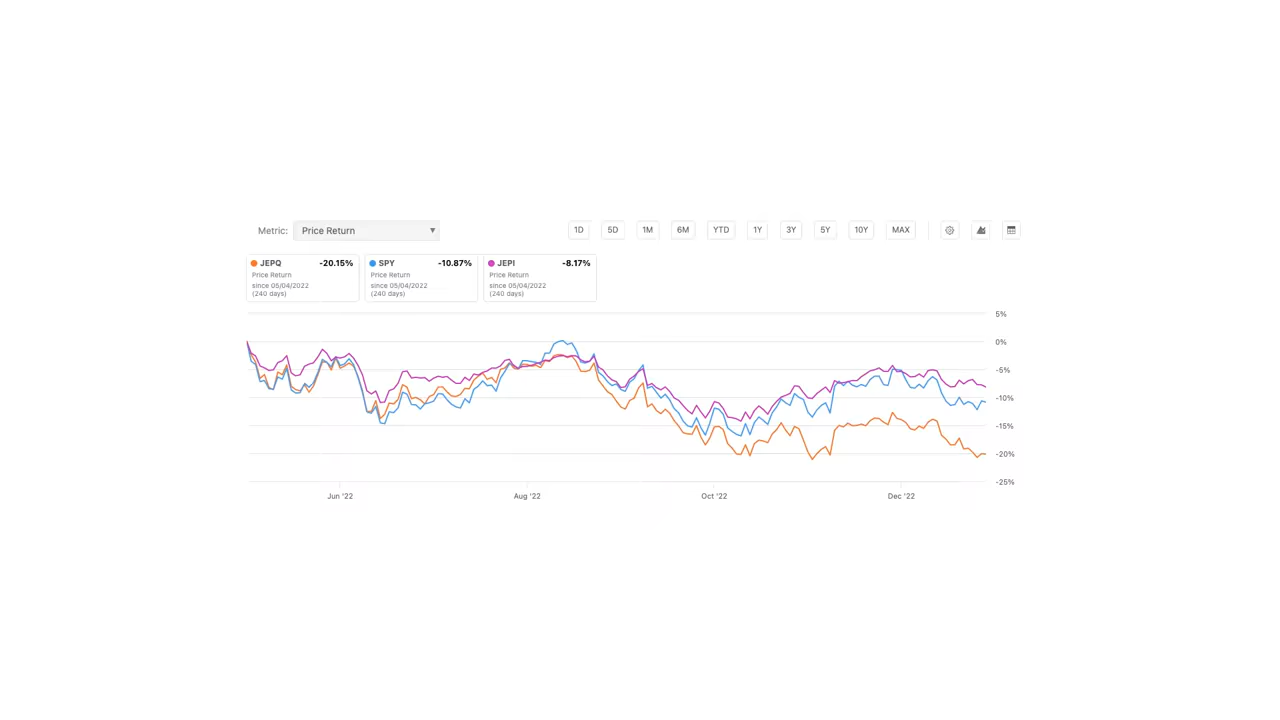 Metric: Price Return ▼ 1D 5D 1M 6M YTD 1Y 3Y 5Y 10Y MAX
JEPQ -20.15%
Price Return
since 05/04/2022
(240 days)
SPY -10.87%
Price Return
since 05/04/2022
(240 days)
JEPI -8.17%
Price Return
since 05/04/2022
(240 days)
5%
0%
-5%
-10%
-15%
-20%
-25%
Jun '22 Aug '22 Oct '22 Dec '22